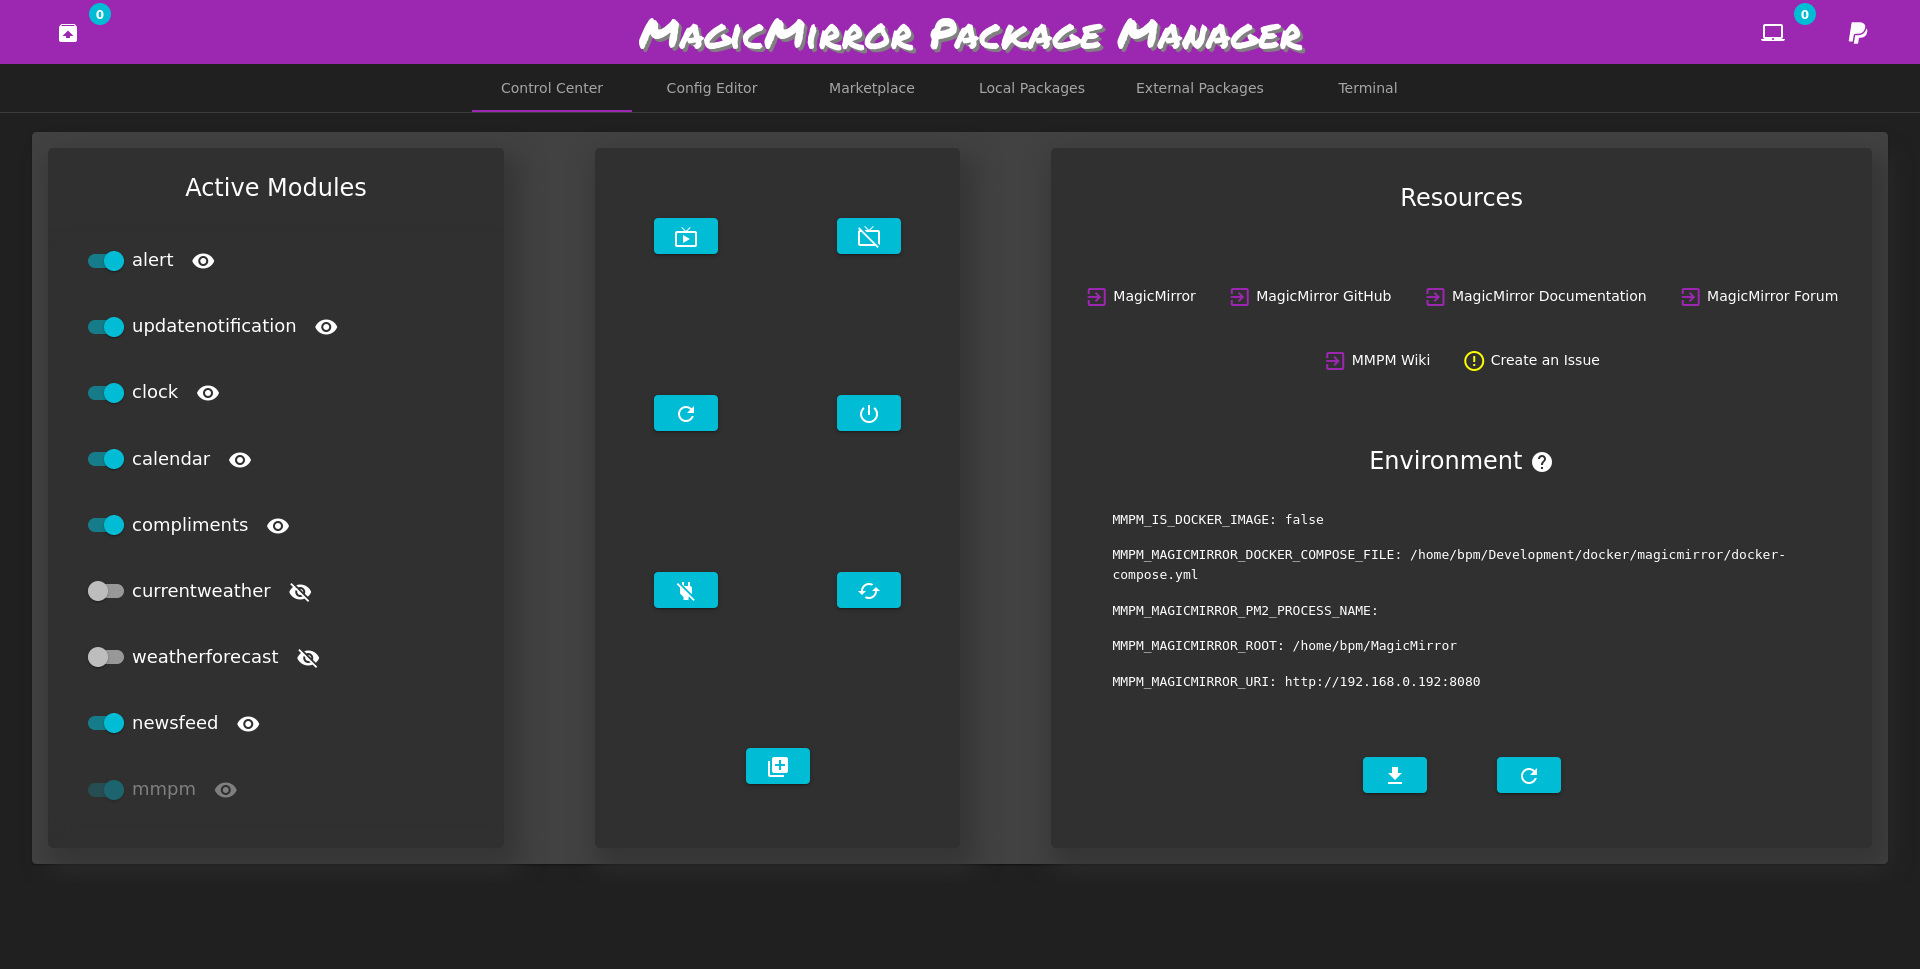 0
MagicMirror Package Manager
0
Control Center
Config Editor
Marketplace
Local Packages
External Packages
Terminal
Active Modules
alert
updatenotification
clock
calendar
compliments
currentweather
weatherforecast
newsfeed
mmpm
Resources
MagicMirror
MagicMirror GitHub
MagicMirror Documentation
MagicMirror Forum
MMPM Wiki
Create an Issue
Environment
MMPM_IS_DOCKER_IMAGE: false
MMPM_MAGICMIRROR_DOCKER_COMPOSE_FILE: /home/bpm/Development/docker/magicmirror/docker-
compose.yml
MMPM_MAGICMIRROR_PM2_PROCESS_NAME:
MMPM_MAGICMIRROR_ROOT: /home/bpm/MagicMirror
MMPM_MAGICMIRROR_URI: http://192.168.0.192:8080